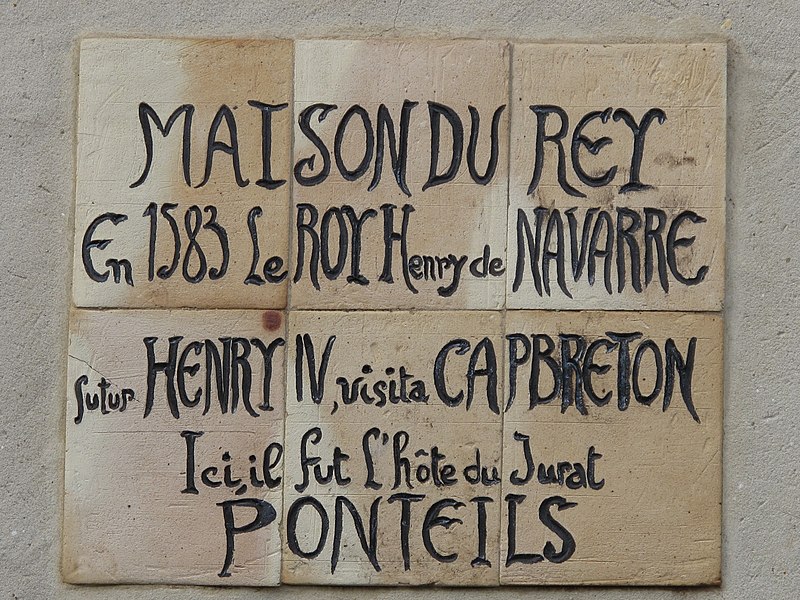 MAISON DU REY
En 1583 Le ROY Henry de NAVARRE
futur HENRY IV, visita CAPBRETON
Ici, il fut l'hôte du Jurat
PONTEILS